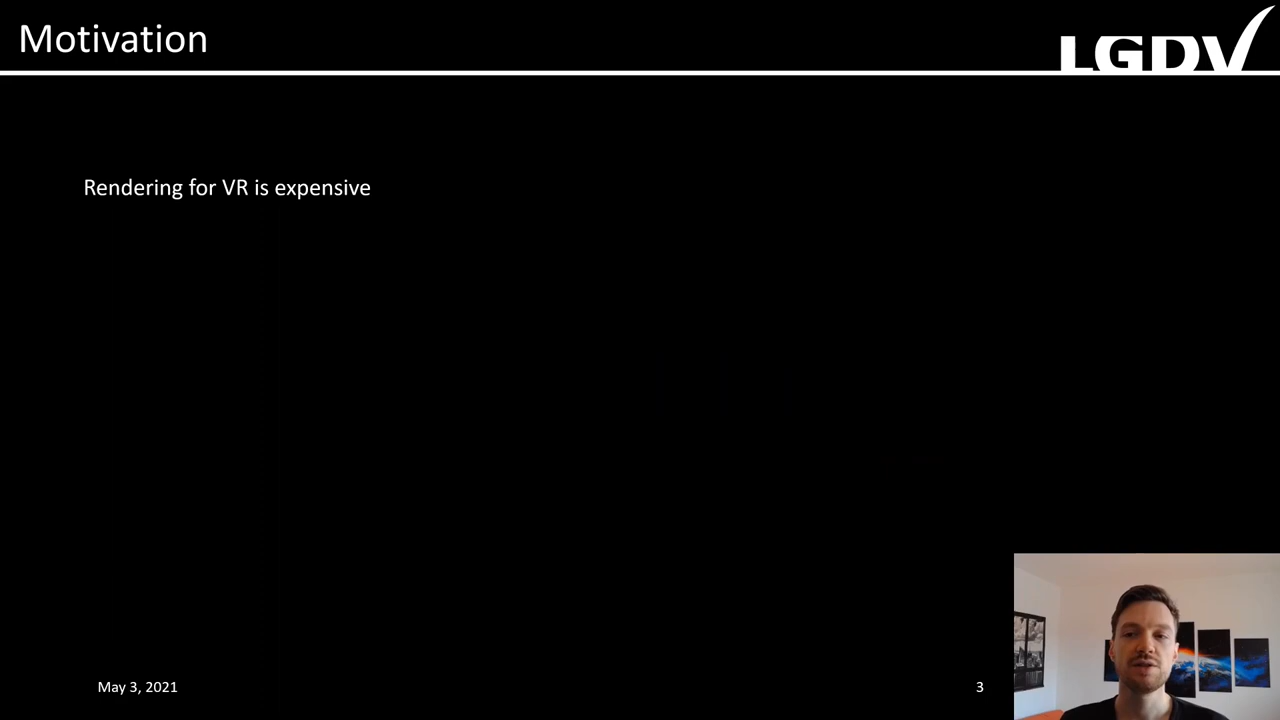 Motivation
LGDV
Rendering for VR is expensive
May 3, 2021
3